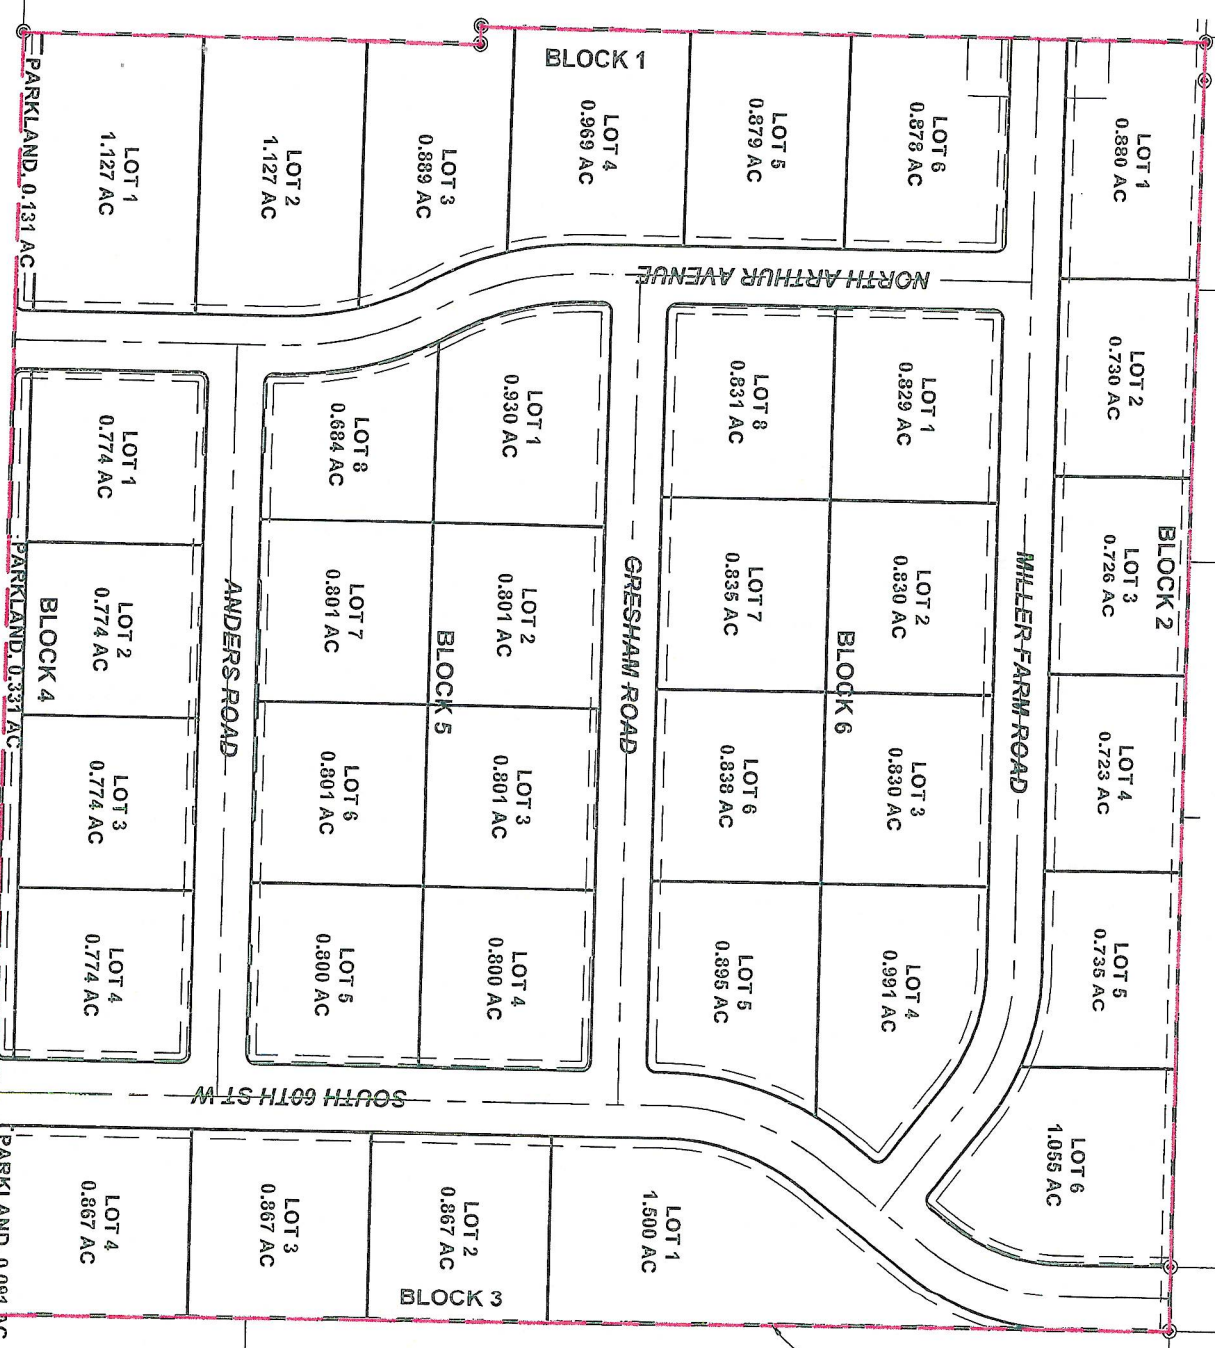 BLOCK 1
LOT 1
1.127 AC
LOT 2
1.127 AC
LOT 3
0.889 AC
LOT 4
0.969 AC
LOT 5
0.879 AC
LOT 6
0.878 AC
PARKLAND, 0.131 AC
NORTH ARTHUR AVENUE
BLOCK 2
LOT 1
0.880 AC
LOT 2
0.730 AC
LOT 3
0.726 AC
LOT 4
0.723 AC
LOT 5
0.735 AC
LOT 6
1.055 AC
MILLER FARM ROAD
BLOCK 6
LOT 1
0.829 AC
LOT 2
0.830 AC
LOT 3
0.830 AC
LOT 4
0.991 AC
LOT 8
0.831 AC
LOT 7
0.835 AC
LOT 6
0.838 AC
LOT 5
0.895 AC
GRESHAM ROAD
BLOCK 5
LOT 1
0.930 AC
LOT 2
0.801 AC
LOT 3
0.801 AC
LOT 4
0.800 AC
LOT 8
0.684 AC
LOT 7
0.801 AC
LOT 6
0.801 AC
LOT 5
0.800 AC
ANDERS ROAD
BLOCK 4
LOT 1
0.774 AC
LOT 2
0.774 AC
LOT 3
0.774 AC
LOT 4
0.774 AC
PARKLAND, 0.331 AC
SOUTH 60TH ST W
BLOCK 3
LOT 1
1.500 AC
LOT 2
0.867 AC
LOT 3
0.867 AC
LOT 4
0.867 AC
PARKLAND, 0.091 AC